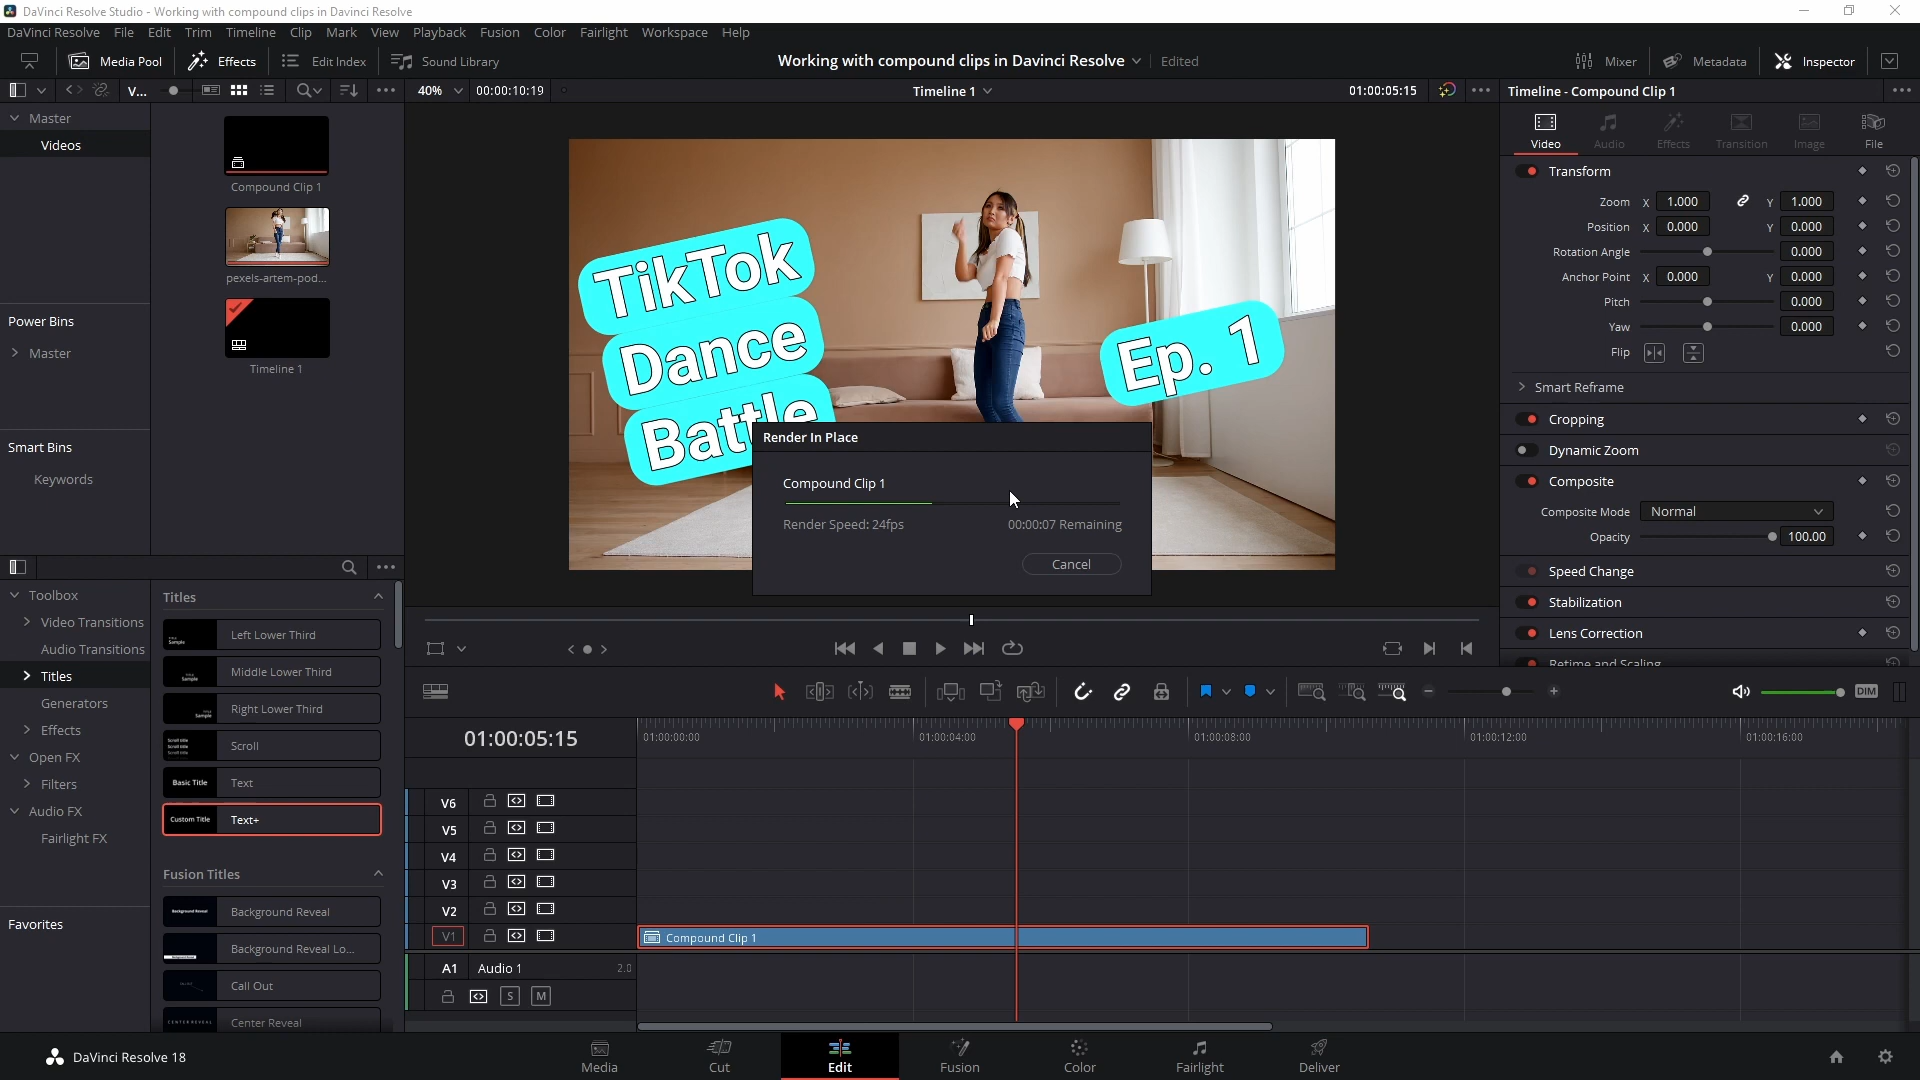 DaVinci Resolve Studio - Working with compound clips in Davinci Resolve
DaVinci Resolve File Edit Trim Timeline Clip Mark View Playback Fusion Color Fairlight Workspace Help
Media Pool Effects Edit Index Sound Library Working with compound clips in Davinci Resolve Edited Mixer Metadata Inspector
V... 40% 00:00:10:19 Timeline 1 01:00:05:15 Timeline - Compound Clip 1
Master
Videos
Compound Clip 1
pexels-artem-pod...
Timeline 1
Power Bins
Master
Smart Bins
Keywords
TikTok
Dance
Battle
Ep. 1
Render In Place
Compound Clip 1
Render Speed: 24fps 00:00:07 Remaining
Cancel
Video Audio Effects Transition Image File
Transform
Zoom X 1.000 Y 1.000
Position X 0.000 Y 0.000
Rotation Angle 0.000
Anchor Point X 0.000 Y 0.000
Pitch 0.000
Yaw 0.000
Flip
Smart Reframe
Cropping
Dynamic Zoom
Composite
Composite Mode Normal
Opacity 100.00
Speed Change
Stabilization
Lens Correction
Retime and Scaling
Toolbox
Video Transitions
Audio Transitions
Titles
Generators
Effects
Open FX
Filters
Audio FX
Fairlight FX
Favorites
Titles
Left Lower Third
Middle Lower Third
Right Lower Third
Scroll
Basic Title Text
Custom Title Text+
Fusion Titles
Background Reveal Background Reveal
Background Reveal Lo...
Call Out
CENTER REVEAL Center Reveal
DIM
01:00:05:15 01:00:00:00 01:00:04:00 01:00:08:00 01:00:12:00 01:00:16:00
V6
V5
V4
V3
V2
V1 Compound Clip 1
A1 Audio 1 2.0
S M
DaVinci Resolve 18 Media Cut Edit Fusion Color Fairlight Deliver